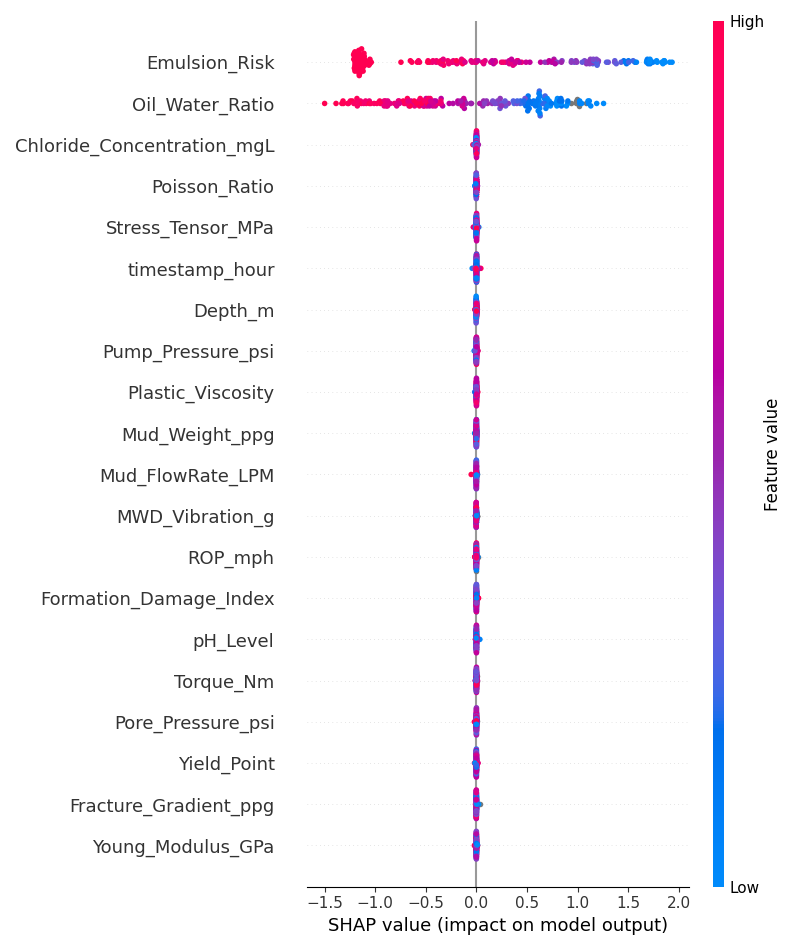 High
Emulsion_Risk
Oil_Water_Ratio
Chloride_Concentration_mgL
Poisson_Ratio
Stress_Tensor_MPa
timestamp_hour
Depth_m
Pump_Pressure_psi
Plastic_Viscosity
Mud_Weight_ppg
Mud_FlowRate_LPM
MWD_Vibration_g
ROP_mph
Formation_Damage_Index
pH_Level
Torque_Nm
Pore_Pressure_psi
Yield_Point
Fracture_Gradient_ppg
Young_Modulus_GPa
Feature value
Low
−1.5 −1.0 −0.5 0.0 0.5 1.0 1.5 2.0
SHAP value (impact on model output)